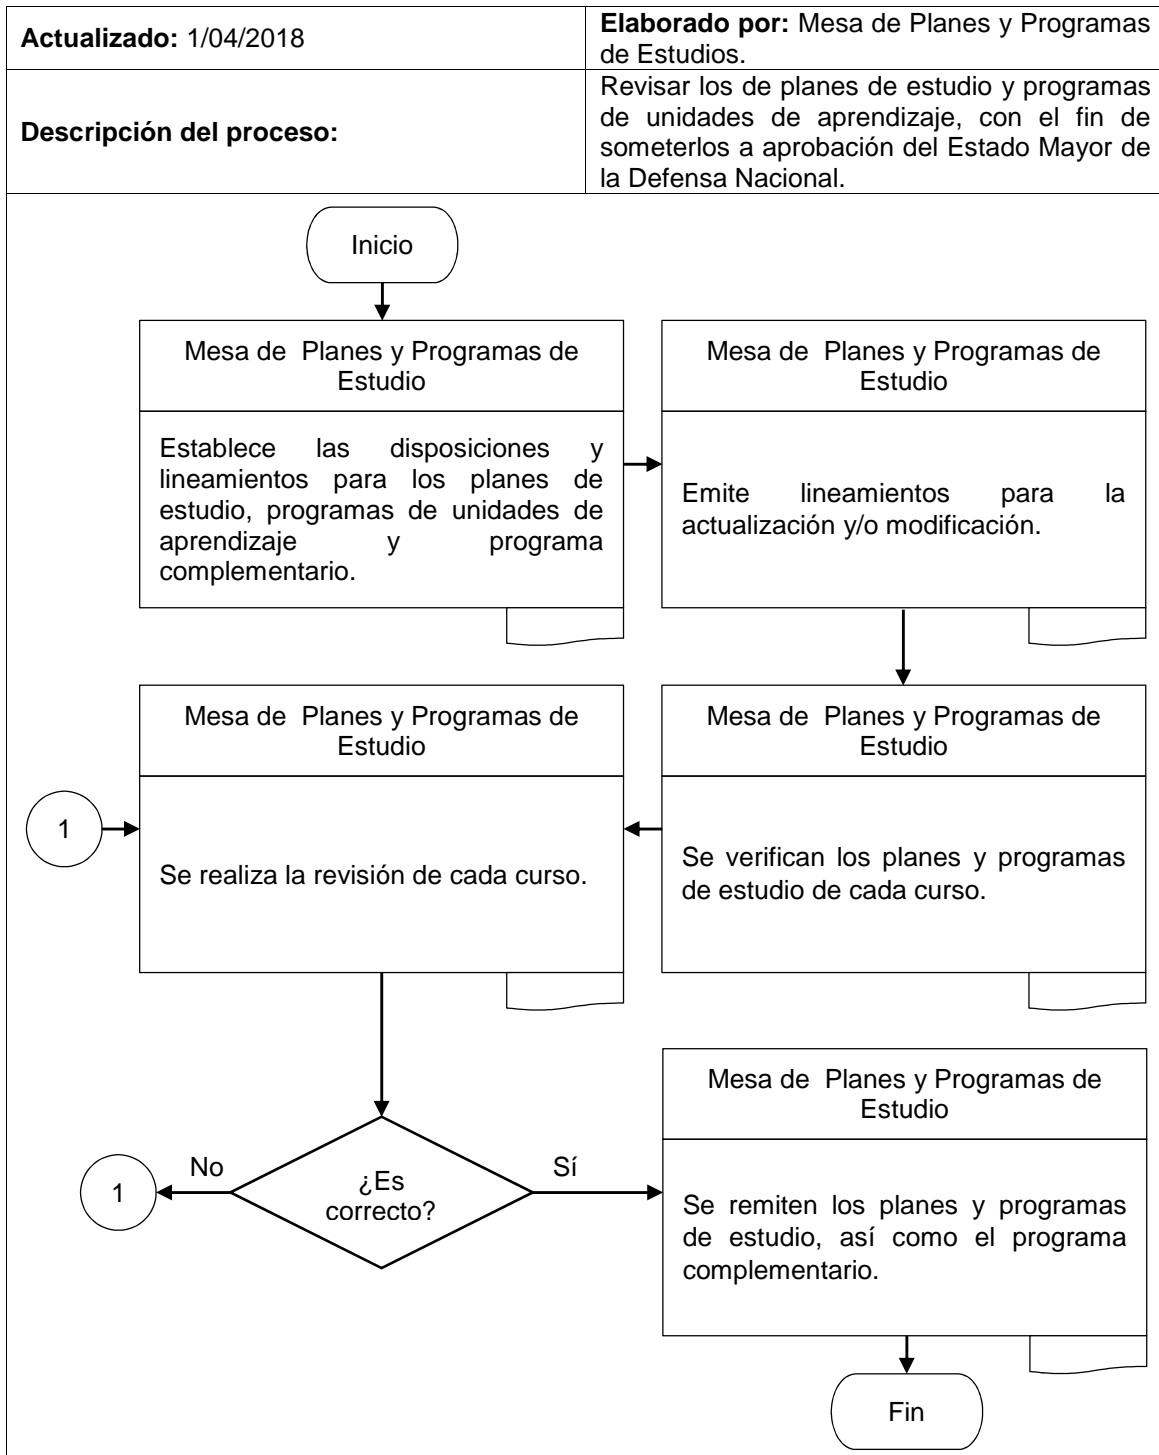 Actualizado: 1/04/2018
Elaborado por: Mesa de Planes y Programas
de Estudios.
Descripción del proceso:
Revisar los de planes de estudio y programas
de unidades de aprendizaje, con el fin de
someterlos a aprobación del Estado Mayor de
la Defensa Nacional.
Inicio
Mesa de Planes y Programas de
Estudio
Establece las disposiciones y
lineamientos para los planes de
estudio, programas de unidades de
aprendizaje y programa
complementario.
Mesa de Planes y Programas de
Estudio
Emite lineamientos para la
actualización y/o modificación.
Mesa de Planes y Programas de
Estudio
Se verifican los planes y programas
de estudio de cada curso.
Mesa de Planes y Programas de
Estudio
1
Se realiza la revisión de cada curso.
¿Es
correcto?
No
1
Sí
Mesa de Planes y Programas de
Estudio
Se remiten los planes y programas
de estudio, así como el programa
complementario.
Fin